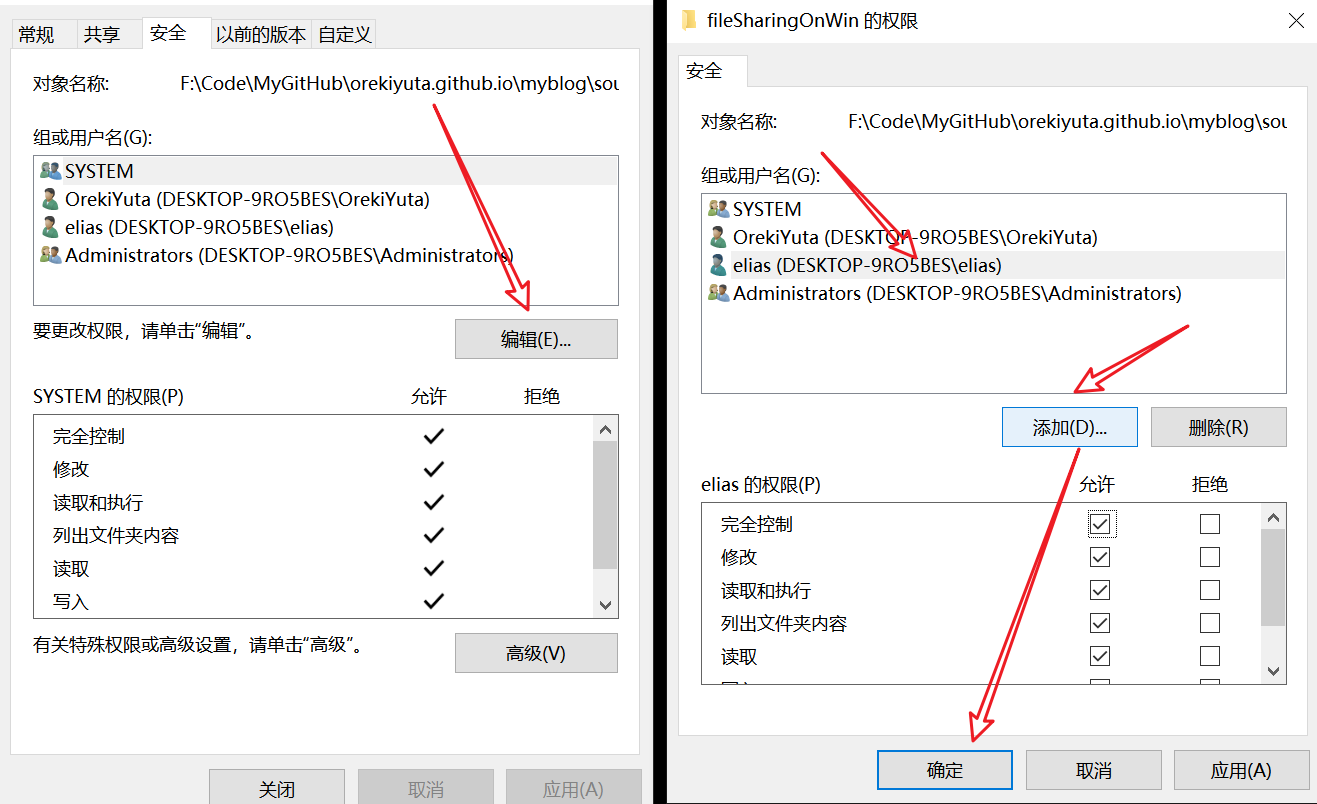 常规 共享 安全 以前的版本 自定义
对象名称: F:\Code\MyGitHub\orekiyuta.github.io\myblog\sou
组或用户名(G):
SYSTEM
OrekiYuta (DESKTOP-9RO5BES\OrekiYuta)
elias (DESKTOP-9RO5BES\elias)
Administrators (DESKTOP-9RO5BES\Administrators)
要更改权限，请单击“编辑”。
编辑(E)...
SYSTEM 的权限(P) 允许 拒绝
完全控制
修改
读取和执行
列出文件夹内容
读取
写入
有关特殊权限或高级设置，请单击“高级”。
高级(V)
关闭 取消 应用(A)
fileSharingOnWin 的权限
安全
对象名称: F:\Code\MyGitHub\orekiyuta.github.io\myblog\sou
组或用户名(G):
SYSTEM
OrekiYuta (DESKTOP-9RO5BES\OrekiYuta)
elias (DESKTOP-9RO5BES\elias)
Administrators (DESKTOP-9RO5BES\Administrators)
添加(D)... 删除(R)
elias 的权限(P) 允许 拒绝
完全控制
修改
读取和执行
列出文件夹内容
读取
确定 取消 应用(A)